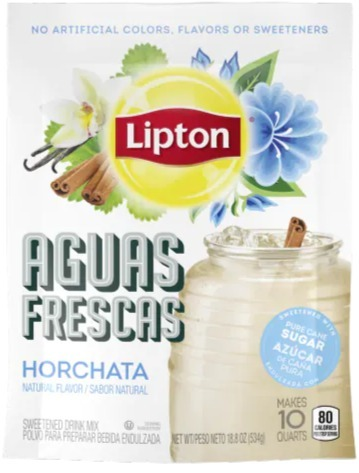 NO ARTIFICIAL COLORS, FLAVORS OR SWEETENERS
Lipton
AGUAS
FRESCAS
HORCHATA
NATURAL FLAVOR / SABOR NATURAL
SWEETENED WITH
PURE CANE
SUGAR
AZÚCAR
DE CAÑA
PURA
MAKES
10
QUARTS
80
CALORIES
SWEETENED DRINK MIX
POLVO PARA PREPARAR BEBIDA ENDULZADA
NET WT/PESO NETO 18.8 OZ (534g)